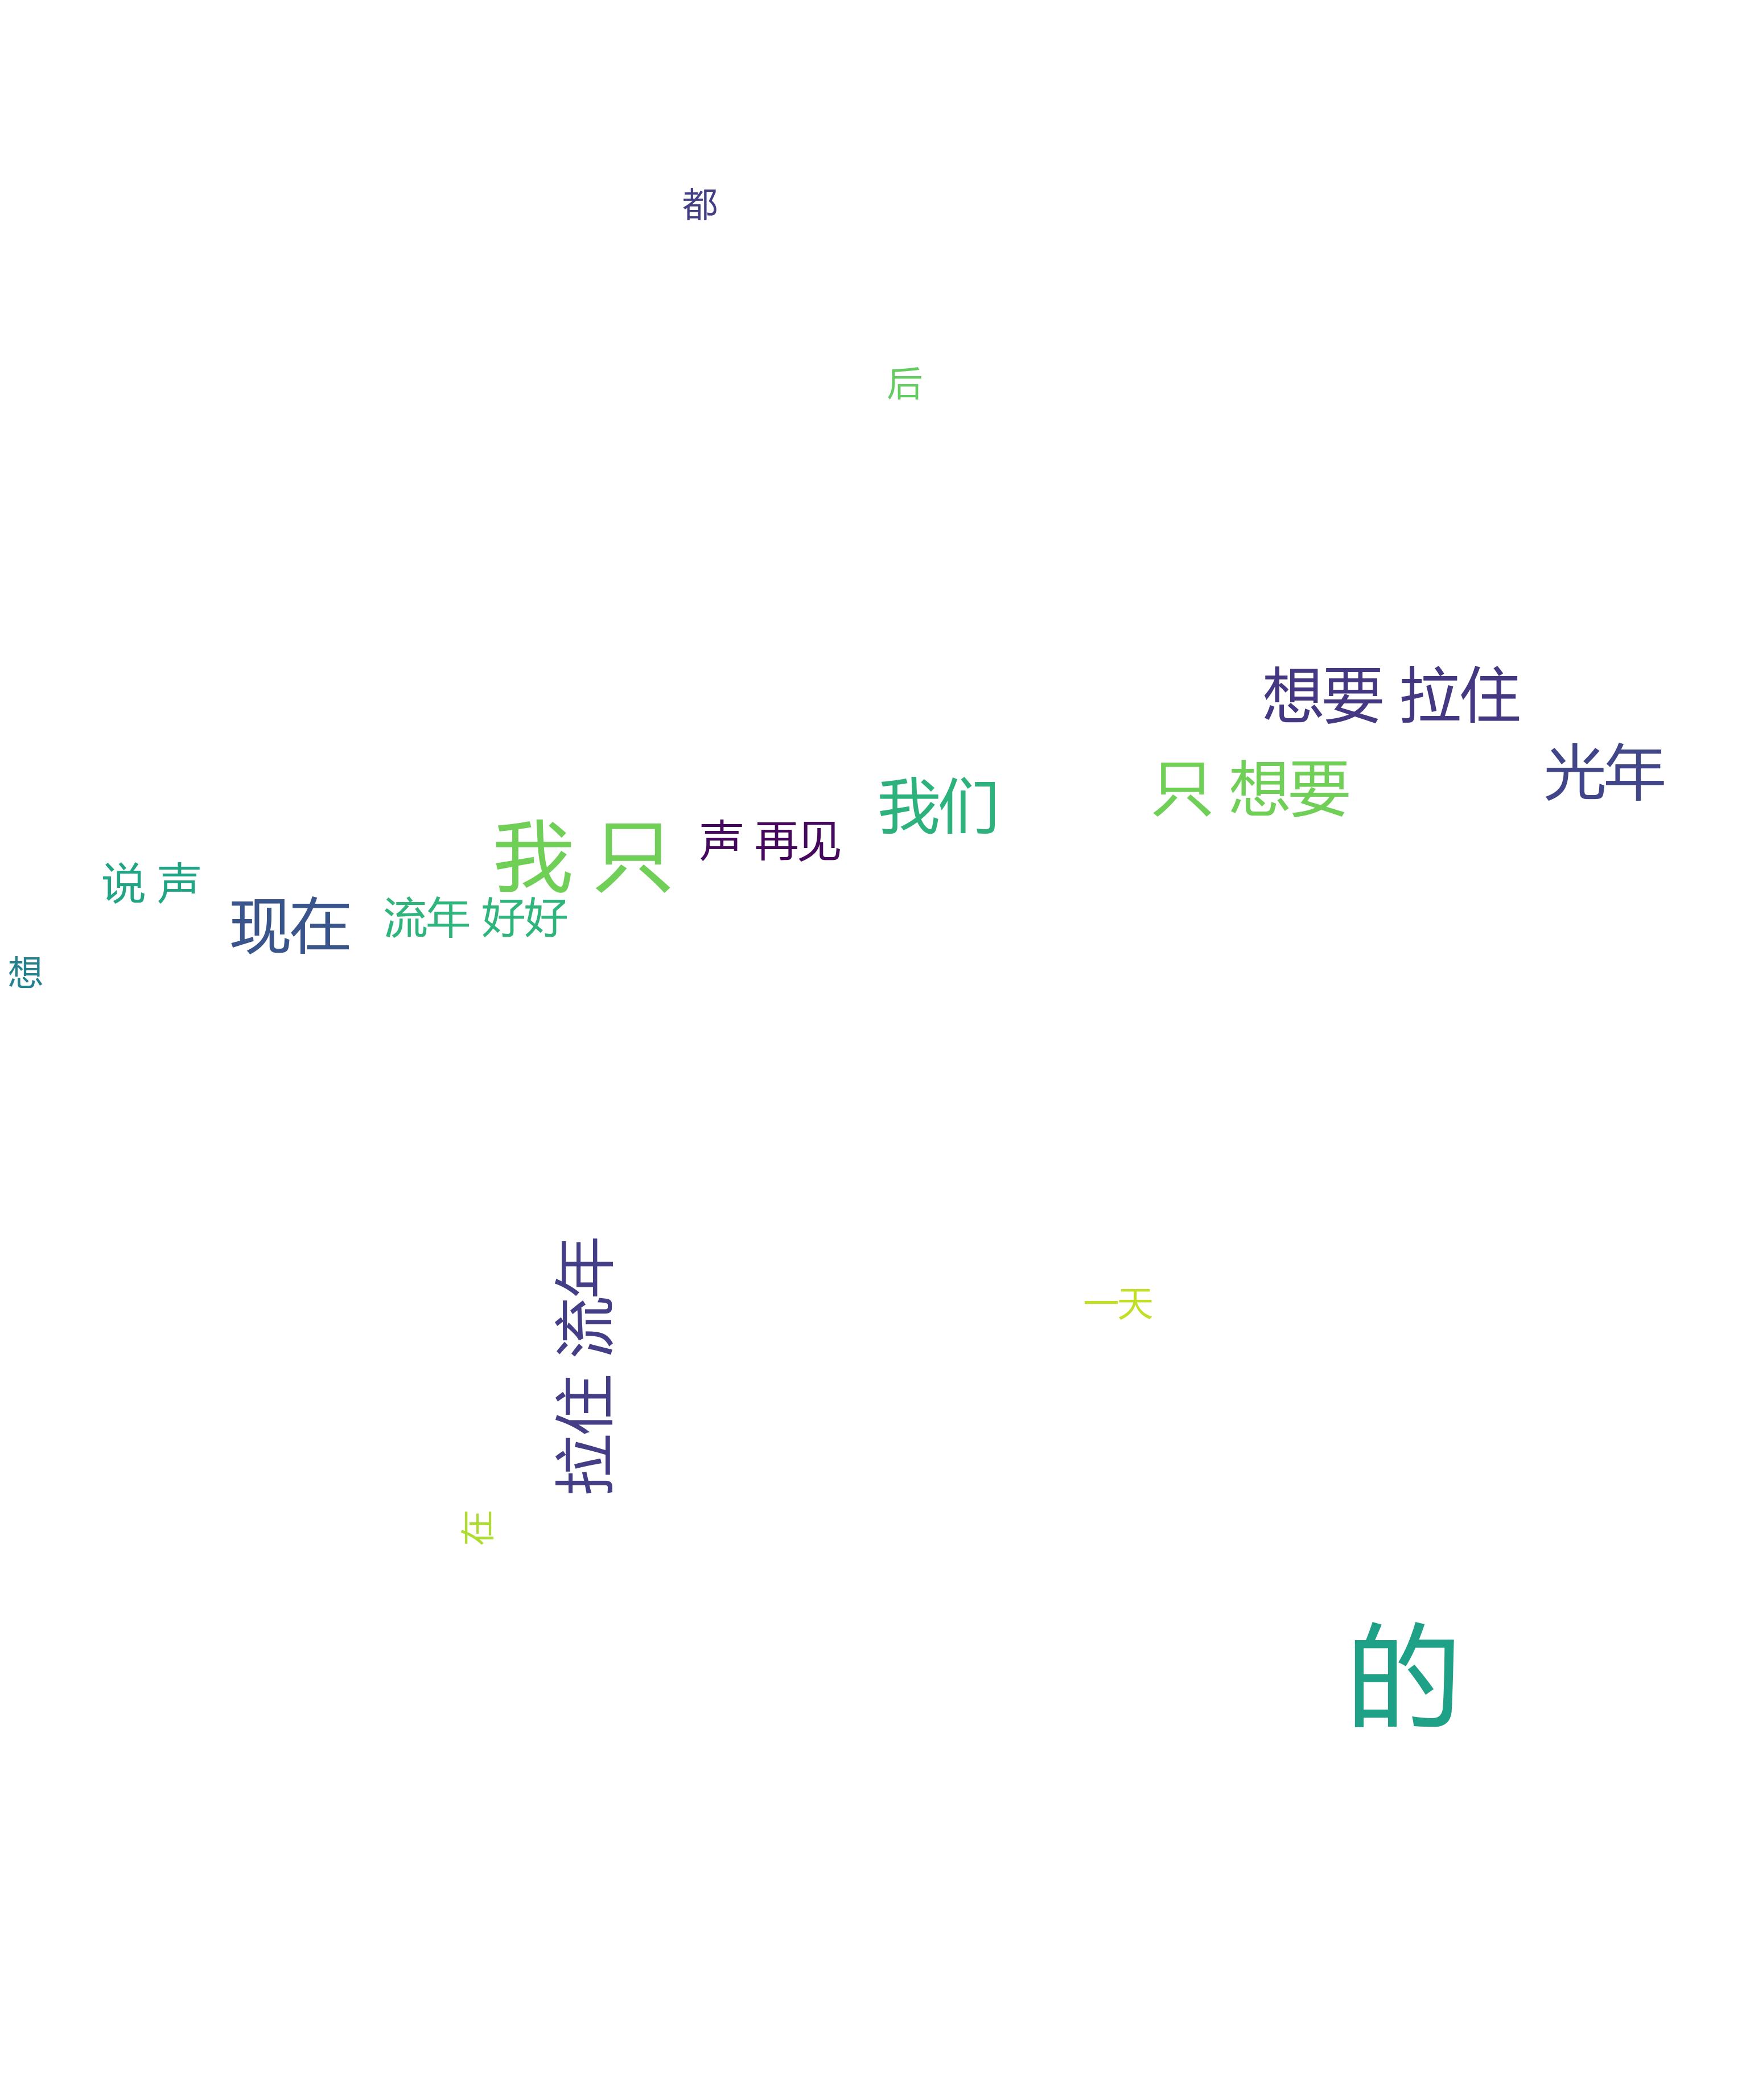 都
后
想要 拉住
光年
只 想要
我们
我 只
声 再见
说 声
现在
流年 好好
想
拉住 流年
一天
在
的